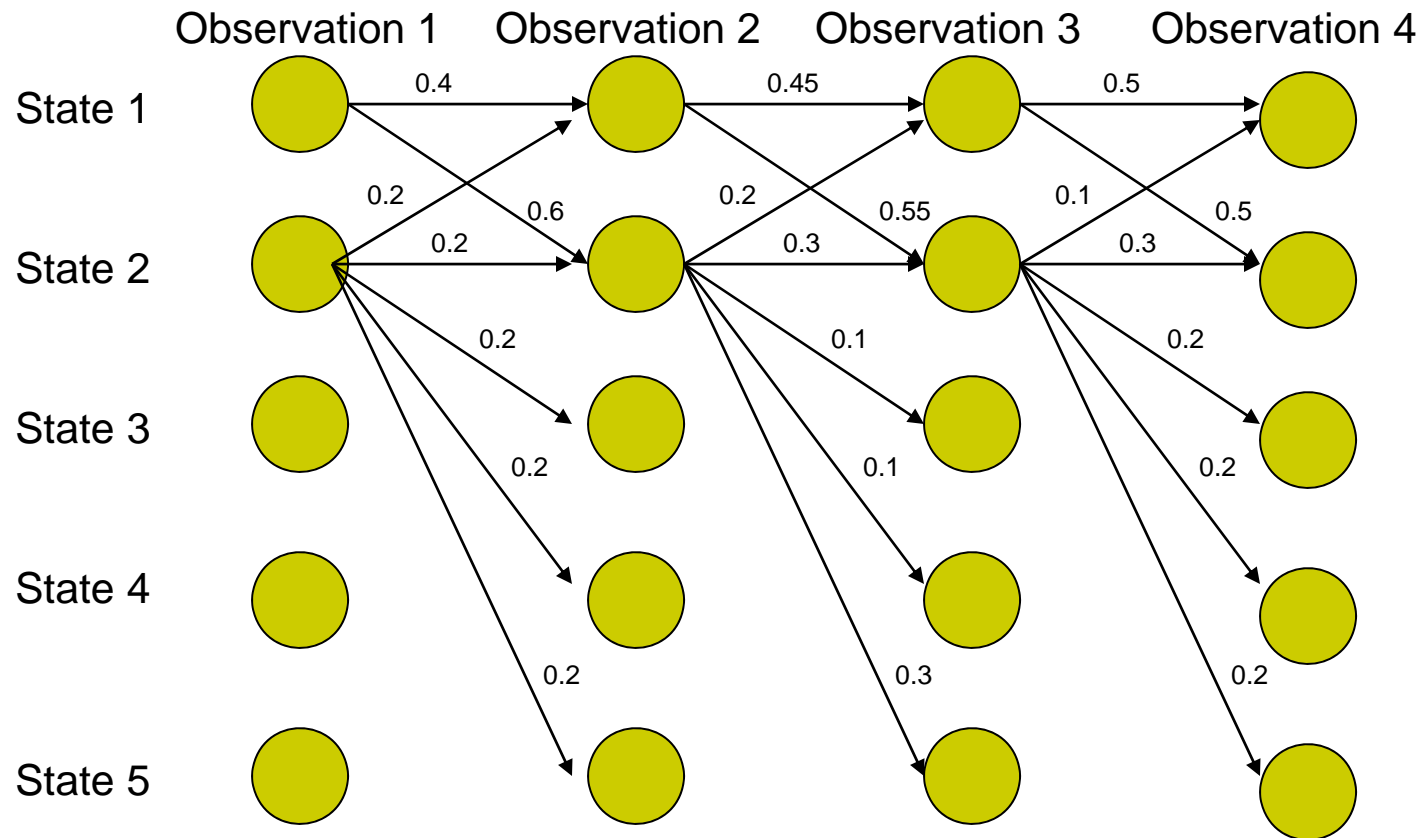 Observation 1 Observation 2 Observation 3 Observation 4
State 1
0.4 0.45 0.5
0.2 0.6 0.2 0.55 0.1 0.5
State 2
0.2 0.3 0.3
0.2 0.1 0.2
State 3
0.2 0.1 0.2
State 4
0.2 0.3 0.2
State 5